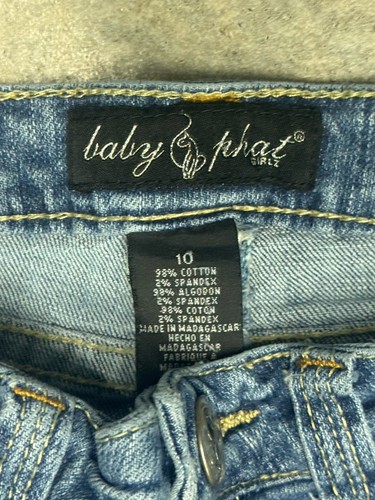 baby phat®
GIRLZ
10
98% COTTON
2% SPANDEX
98% ALGODON
2% SPANDEX
98% COTON
2% SPANDEX
MADE IN MADAGASCAR
HECHO EN
MADAGASCAR
FABRIQUE A